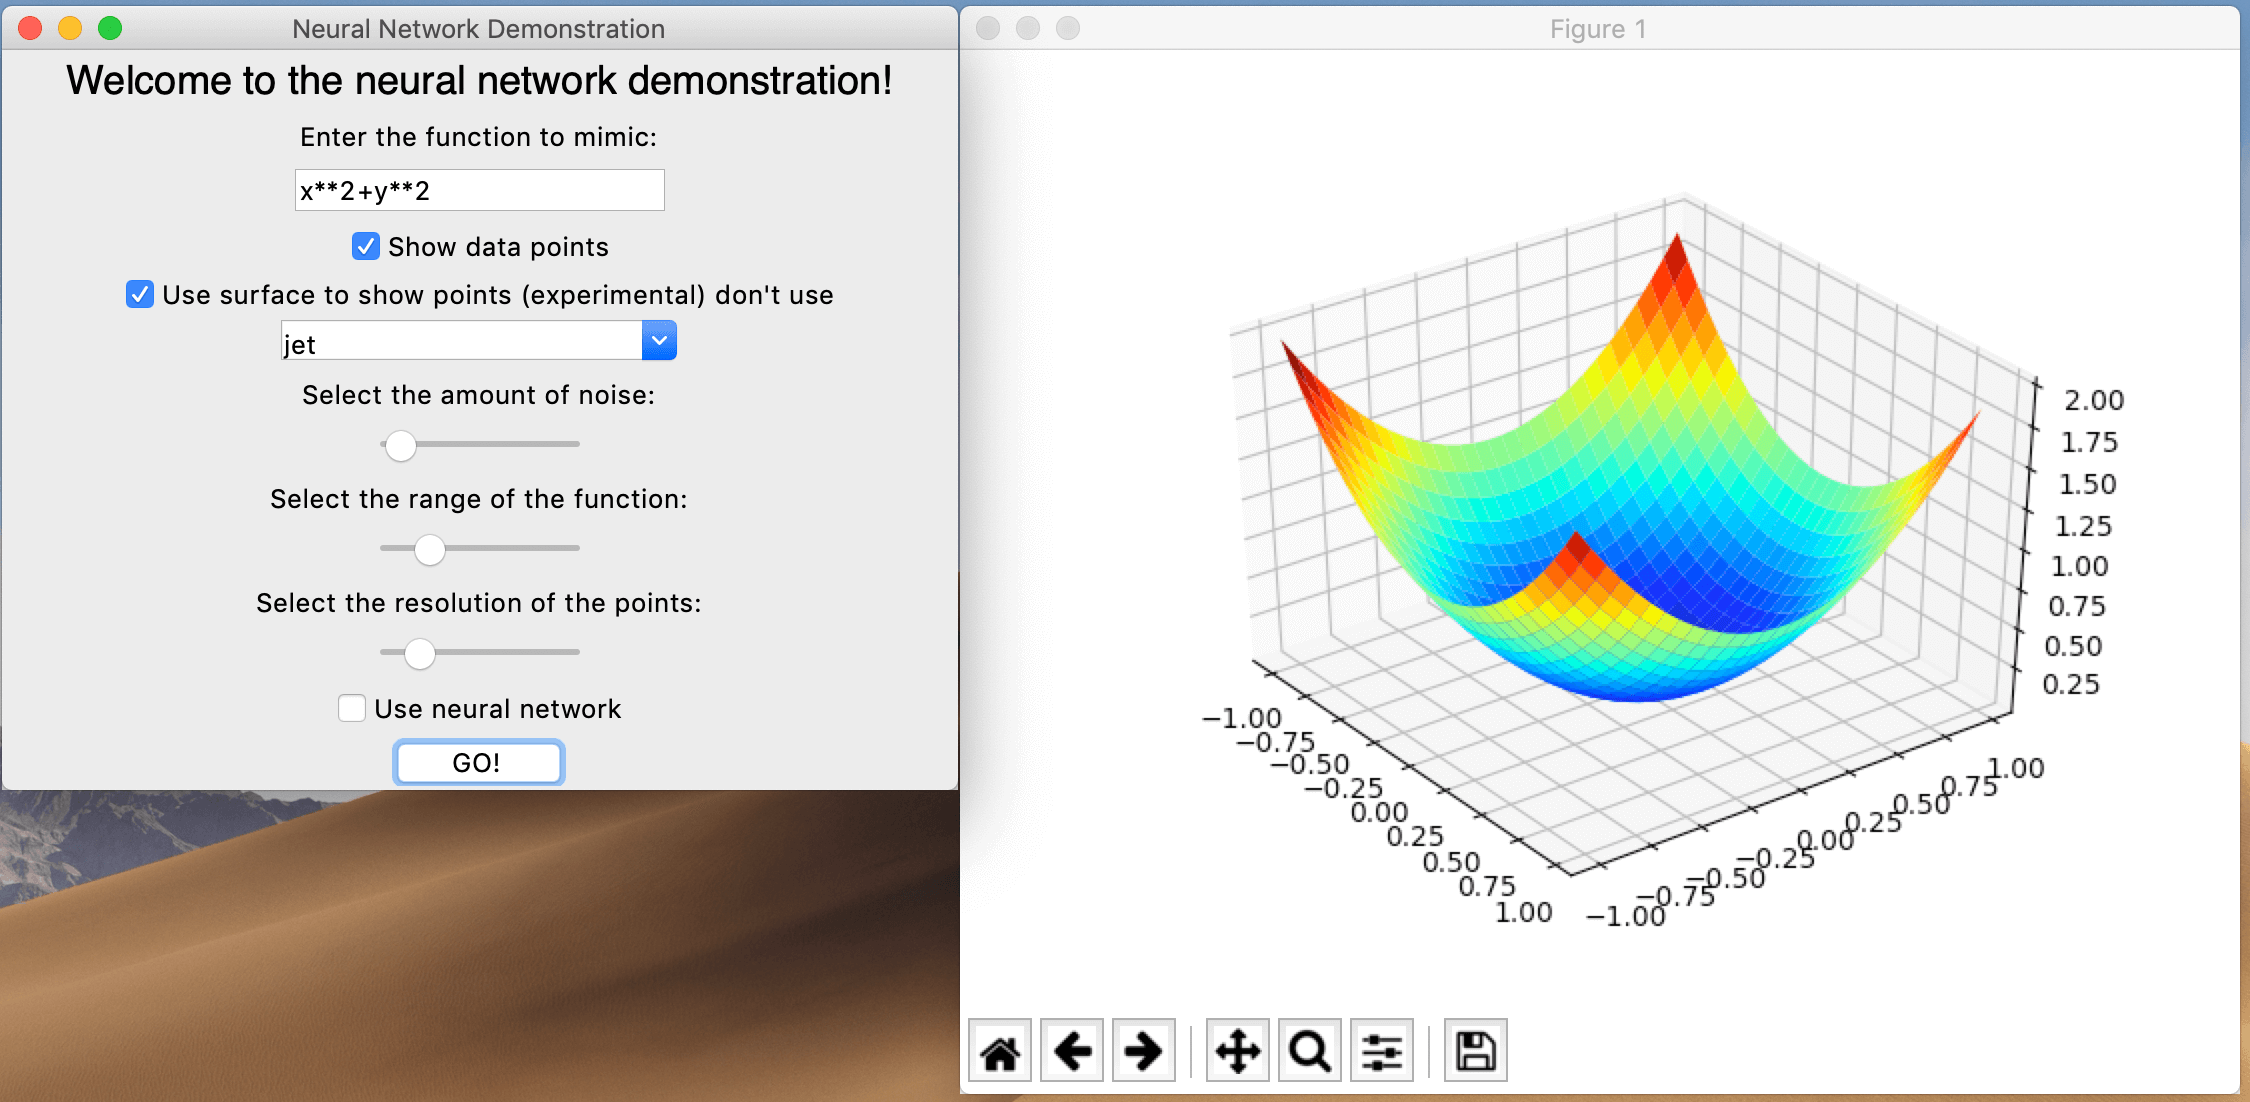 Neural Network Demonstration
Welcome to the neural network demonstration!
Enter the function to mimic:
x**2+y**2
Show data points
Use surface to show points (experimental) don't use
jet
Select the amount of noise:
Select the range of the function:
Select the resolution of the points:
Use neural network
GO!
Figure 1
2.00
1.75
1.50
1.25
1.00
0.75
0.50
0.25
−1.00
−0.75
−0.50
−0.25
0.00
0.25
0.50
0.75
1.00
−1.00
−0.75
−0.50
−0.25
0.00
0.25
0.50
0.75
1.00